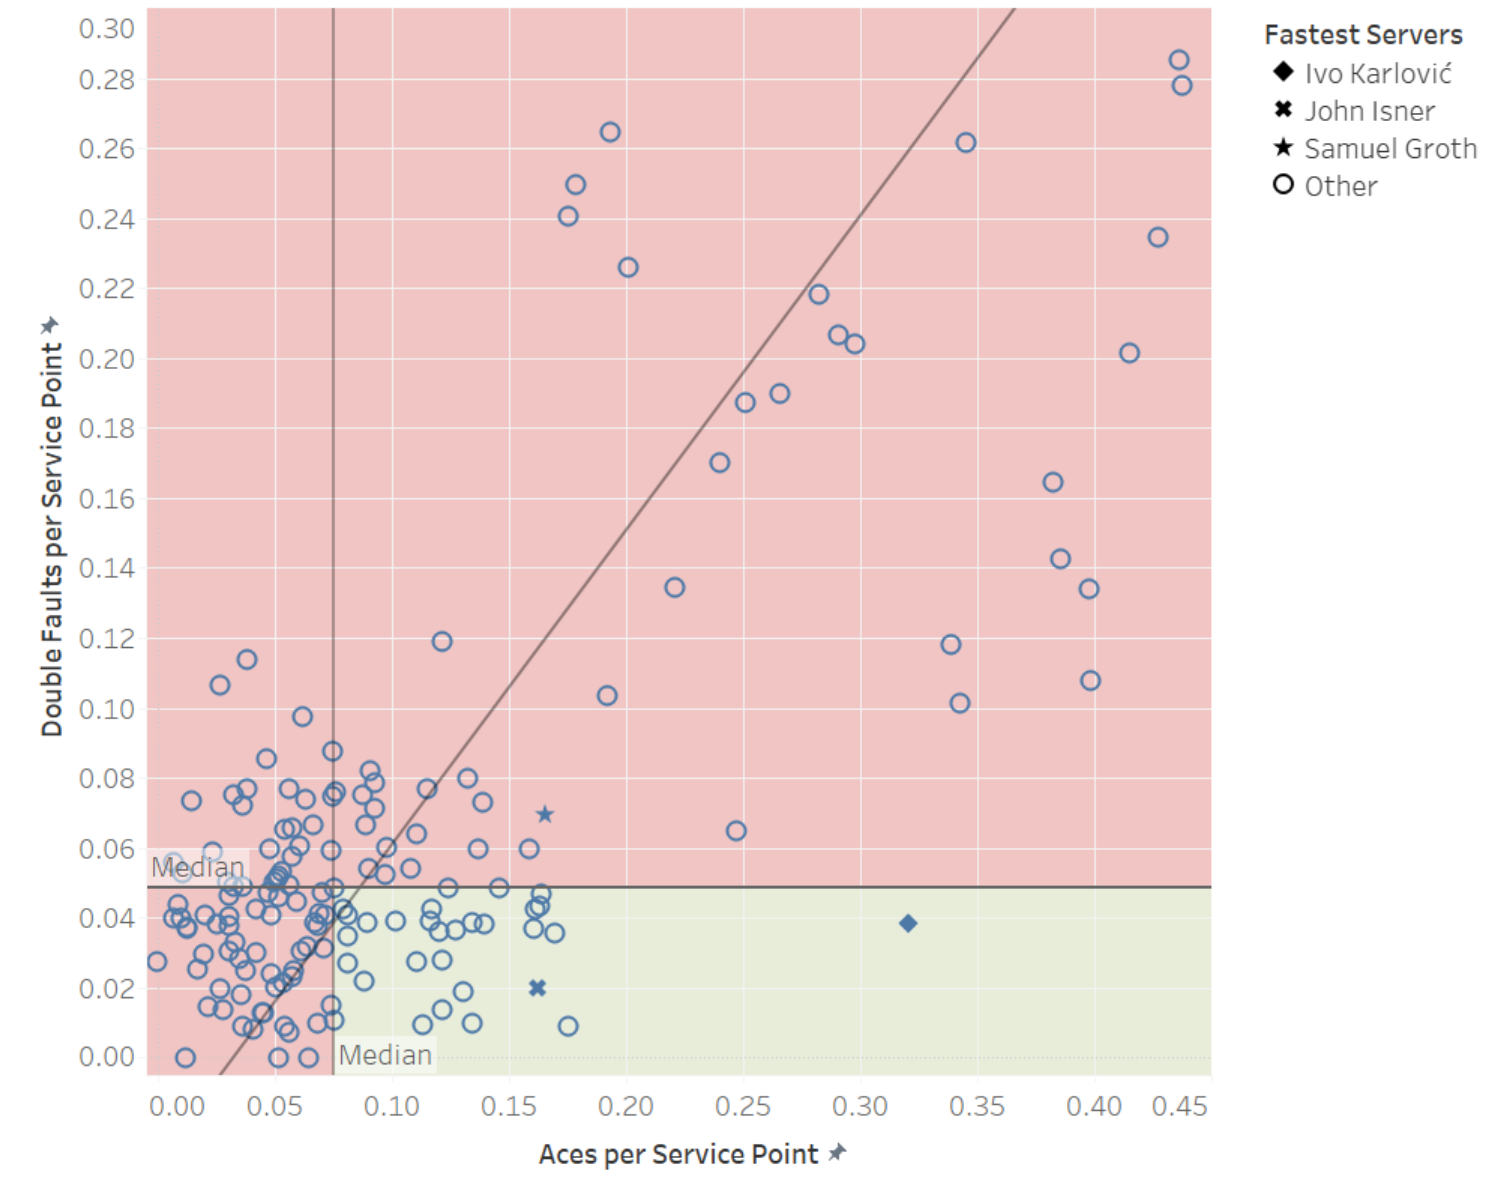 0.30
0.28
0.26
0.24
0.22
0.20
0.18
0.16
0.14
0.12
0.10
0.08
0.06
0.04
0.02
0.00
Double Faults per Service Point
Median
Median
0.00 0.05 0.10 0.15 0.20 0.25 0.30 0.35 0.40 0.45
Aces per Service Point
Fastest Servers
Ivo Karlović
John Isner
Samuel Groth
Other